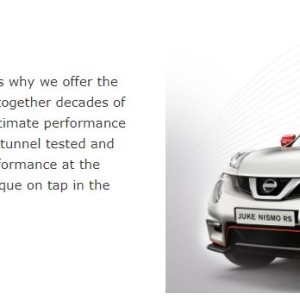 s why we offer the
together decades of
timate performance
tunnel tested and
formance at the
que on tap in the
NISSAN
JUKE NISMO RS